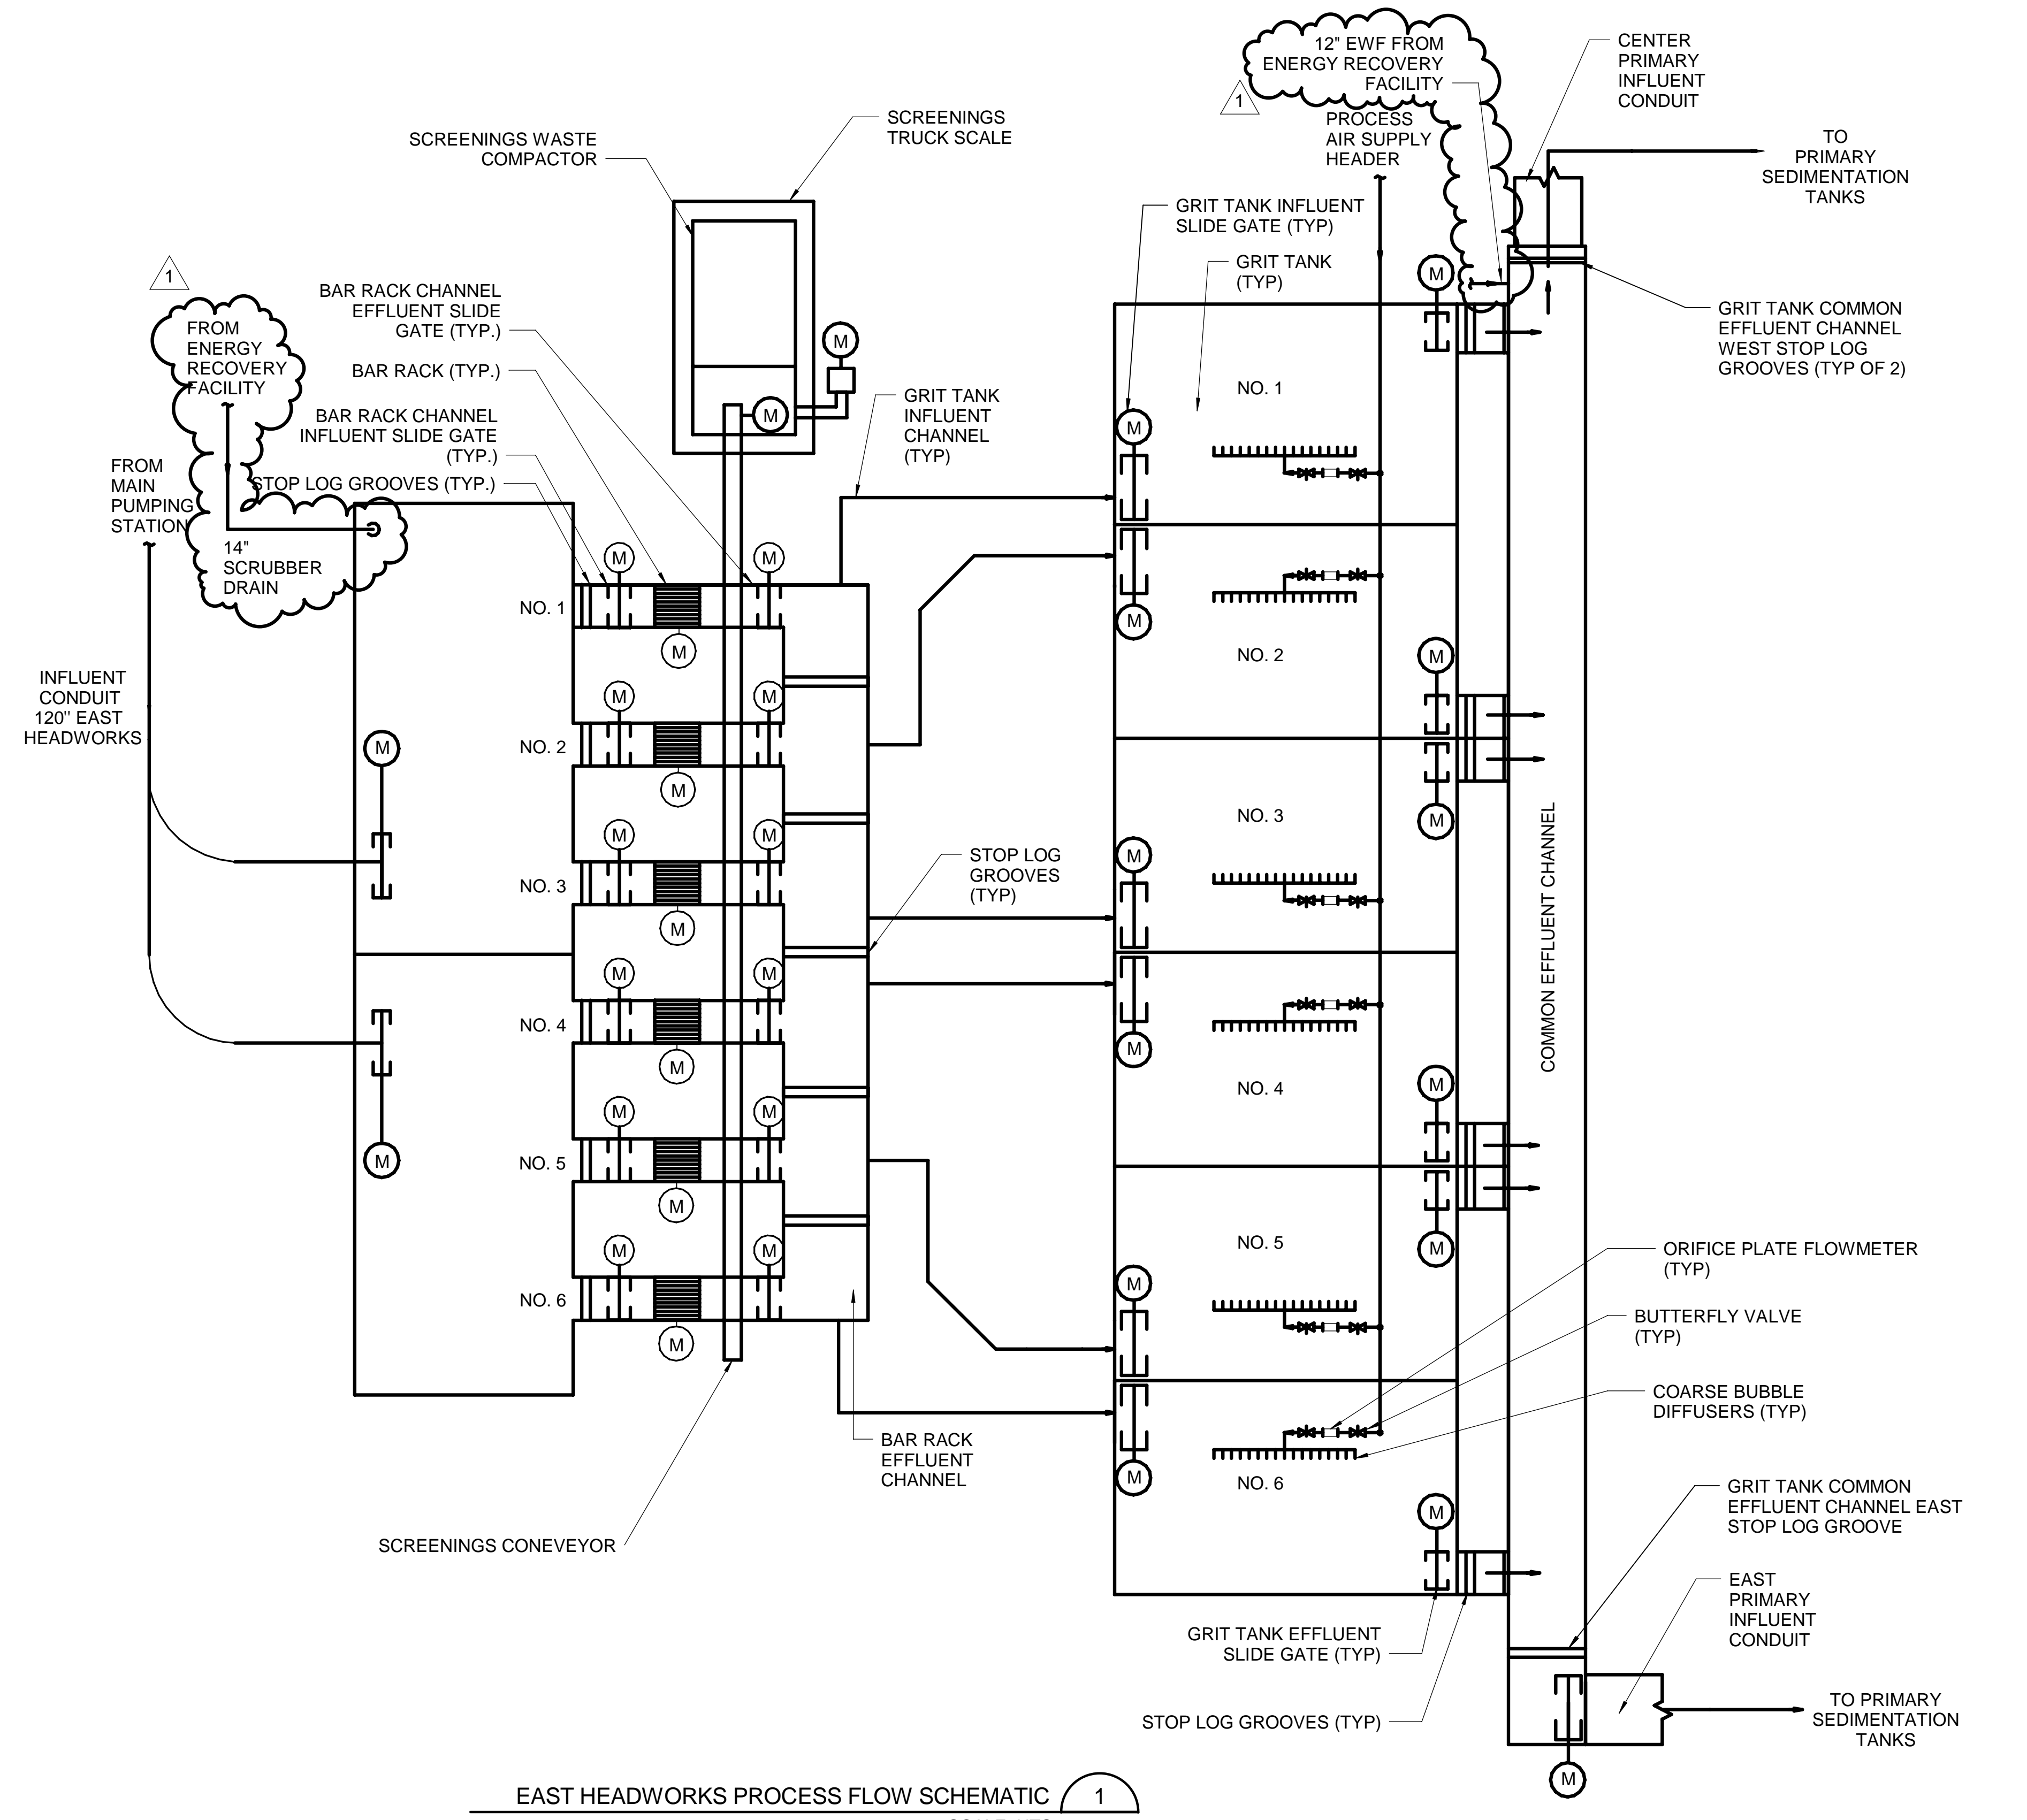 12" EWF FROM
ENERGY RECOVERY
FACILITY
1
CENTER
PRIMARY
INFLUENT
CONDUIT
PROCESS
AIR SUPPLY
HEADER
TO
PRIMARY
SEDIMENTATION
TANKS
SCREENINGS
TRUCK SCALE
SCREENINGS WASTE
COMPACTOR
GRIT TANK INFLUENT
SLIDE GATE (TYP)
GRIT TANK
(TYP)
GRIT TANK COMMON
EFFLUENT CHANNEL
WEST STOP LOG
GROOVES (TYP OF 2)
1
FROM
ENERGY
RECOVERY
FACILITY
BAR RACK CHANNEL
EFFLUENT SLIDE
GATE (TYP.)
BAR RACK (TYP.)
BAR RACK CHANNEL
INFLUENT SLIDE GATE
(TYP.)
STOP LOG GROOVES (TYP.)
FROM
MAIN
PUMPING
STATION
14"
SCRUBBER
DRAIN
GRIT TANK
INFLUENT
CHANNEL
(TYP)
INFLUENT
CONDUIT
120" EAST
HEADWORKS
M
M
M
M
NO. 1
M
M
M
M
M
NO. 2
M
M
M
NO. 3
M
M
M
NO. 4
M
M
M
NO. 5
M
M
M
NO. 6
M
STOP LOG
GROOVES
(TYP)
BAR RACK
EFFLUENT
CHANNEL
SCREENINGS CONEVEYOR
M
NO. 1
M
M
NO. 2
M
NO. 3
M
M
M
NO. 4
M
NO. 5
M
M
M
NO. 6
M
COMMON EFFLUENT CHANNEL
ORIFICE PLATE FLOWMETER
(TYP)
BUTTERFLY VALVE
(TYP)
COARSE BUBBLE
DIFFUSERS (TYP)
GRIT TANK COMMON
EFFLUENT CHANNEL EAST
STOP LOG GROOVE
EAST
PRIMARY
INFLUENT
CONDUIT
GRIT TANK EFFLUENT
SLIDE GATE (TYP)
STOP LOG GROOVES (TYP)
TO PRIMARY
SEDIMENTATION
TANKS
M
EAST HEADWORKS PROCESS FLOW SCHEMATIC
1